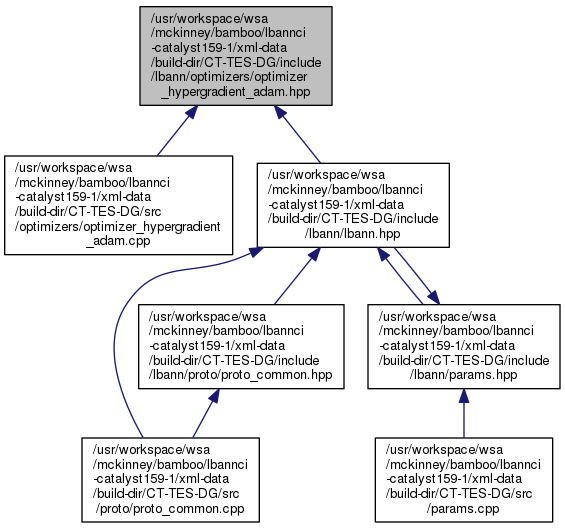 /usr/workspace/wsa
/mckinney/bamboo/lbannci
-catalyst159-1/xml-data
/build-dir/CT-TES-DG/include
/lbann/optimizers/optimizer
_hypergradient_adam.hpp
/usr/workspace/wsa
/mckinney/bamboo/lbannci
-catalyst159-1/xml-data
/build-dir/CT-TES-DG/src
/optimizers/optimizer_hypergradient
_adam.cpp
/usr/workspace/wsa
/mckinney/bamboo/lbannci
-catalyst159-1/xml-data
/build-dir/CT-TES-DG/include
/lbann/lbann.hpp
/usr/workspace/wsa
/mckinney/bamboo/lbannci
-catalyst159-1/xml-data
/build-dir/CT-TES-DG/include
/lbann/proto/proto_common.hpp
/usr/workspace/wsa
/mckinney/bamboo/lbannci
-catalyst159-1/xml-data
/build-dir/CT-TES-DG/include
/lbann/params.hpp
/usr/workspace/wsa
/mckinney/bamboo/lbannci
-catalyst159-1/xml-data
/build-dir/CT-TES-DG/src
/proto/proto_common.cpp
/usr/workspace/wsa
/mckinney/bamboo/lbannci
-catalyst159-1/xml-data
/build-dir/CT-TES-DG/src
/params.cpp